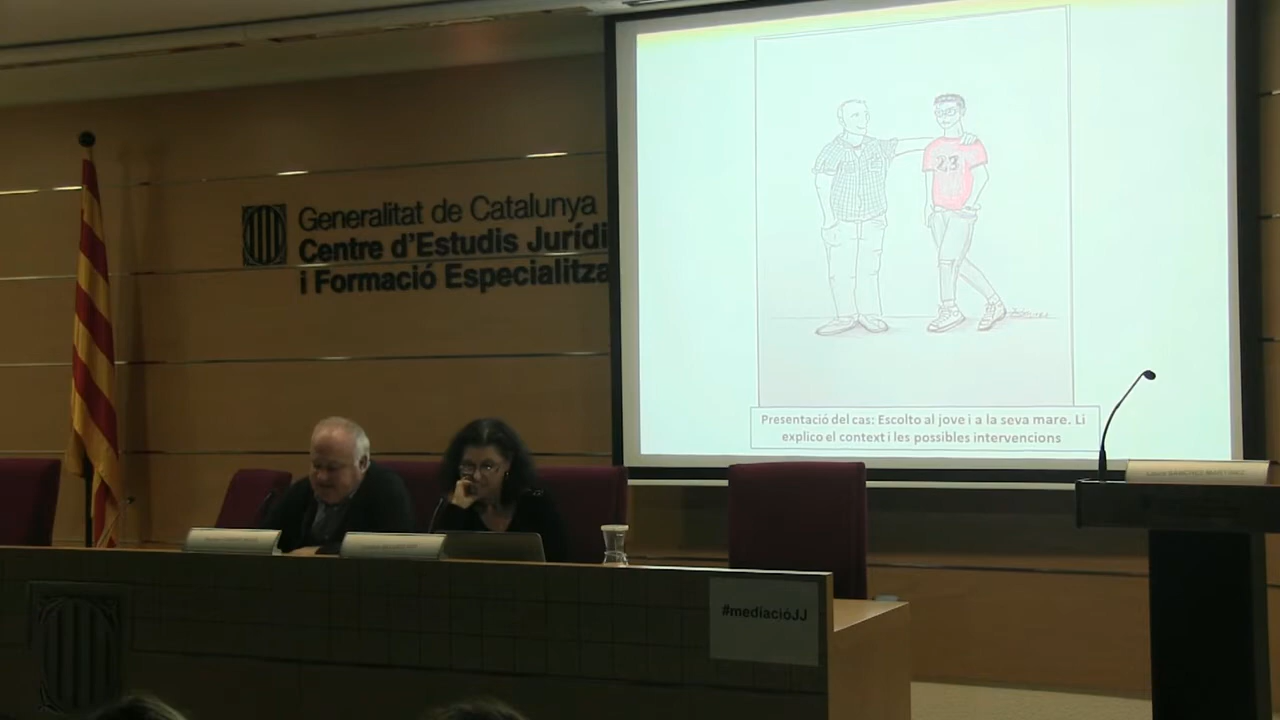 Generalitat de Catalunya
Centre d'Estudis Jurídi
i Formació Especialitza
23
Presentació del cas: Escolto al jove i a la seva mare. Li
explico el context i les possibles intervencions
#mediacióJJ